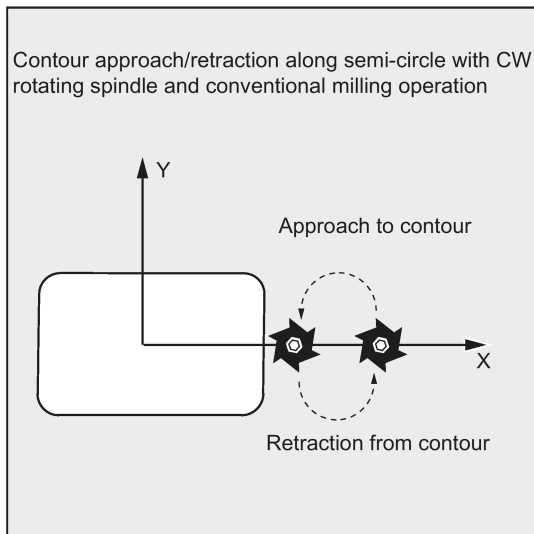 Contour approach/retraction along semi-circle with CW
rotating spindle and conventional milling operation
Y
Approach to contour
X
Retraction from contour